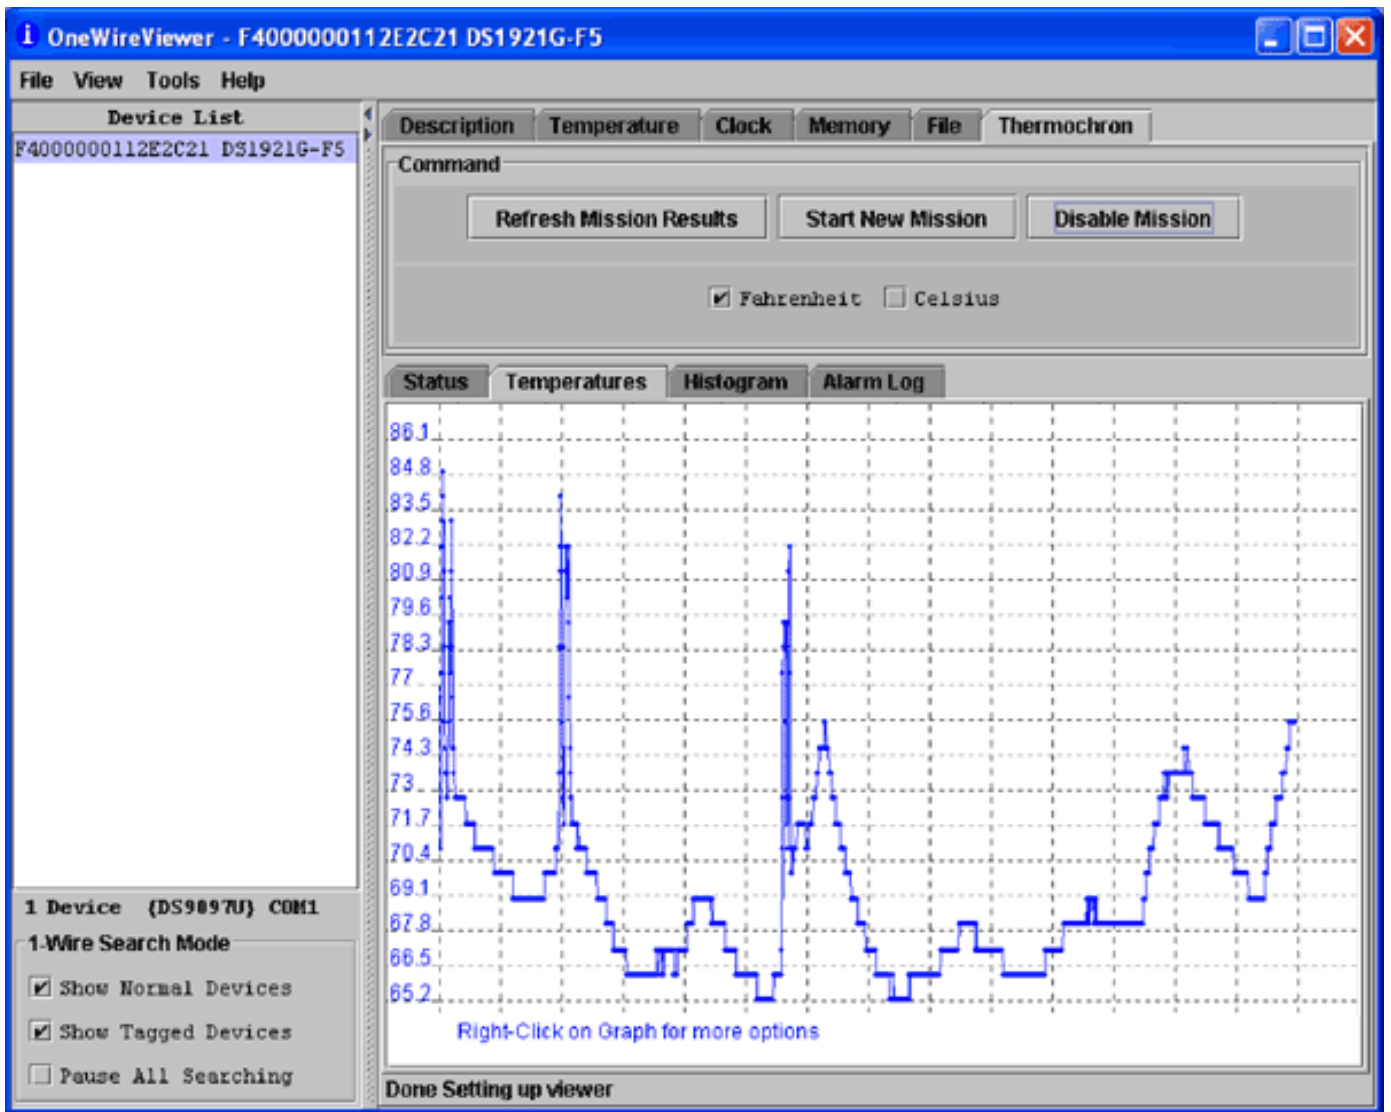 OneWireViewer - F4000000112E2C21 DS1921G-F5
File View Tools Help
Device List
F4000000112E2C21 DS1921G-F5
Description Temperature Clock Memory File Thermochron
Command
Refresh Mission Results Start New Mission Disable Mission
Fahrenheit Celsius
Status Temperatures Histogram Alarm Log
86.1
84.8
83.5
82.2
80.9
79.6
78.3
77
75.6
74.3
73
71.7
70.4
69.1
67.8
66.5
65.2
Right-Click on Graph for more options
1 Device {DS9097U} COM1
1-Wire Search Mode
Show Normal Devices
Show Tagged Devices
Pause All Searching
Done Setting up viewer